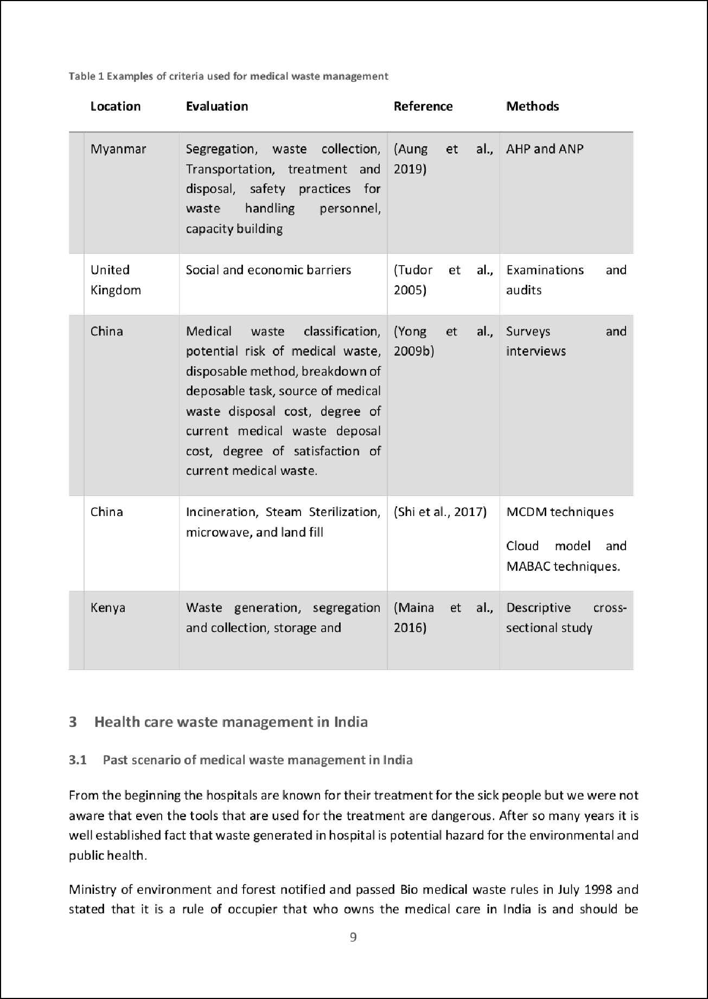 Table 1 Examples of criteria used for medical waste management
Location Evaluation Reference Methods
Myanmar Segregation, waste collection, (Aung et al., AHP and ANP
Transportation, treatment and 2019)
disposal, safety practices for
waste handling personnel,
capacity building
United Social and economic barriers (Tudor et al., Examinations and
Kingdom 2005) audits
China Medical waste classification, (Yong et al., Surveys and
potential risk of medical waste, 2009b) interviews
disposable method, breakdown of
deposable task, source of medical
waste disposal cost, degree of
current medical waste deposal
cost, degree of satisfaction of
current medical waste.
China Incineration, Steam Sterilization, (Shi et al., 2017) MCDM techniques
microwave, and land fill
Cloud model and
MABAC techniques.
Kenya Waste generation, segregation (Maina et al., Descriptive cross-
and collection, storage and 2016) sectional study
3 Health care waste management in India
3.1 Past scenario of medical waste management in India
From the beginning the hospitals are known for their treatment for the sick people but we were not
aware that even the tools that are used for the treatment are dangerous. After so many years it is
well established fact that waste generated in hospital is potential hazard for the environmental and
public health.
Ministry of environment and forest notified and passed Bio medical waste rules in July 1998 and
stated that it is a rule of occupier that who owns the medical care in India is and should be
9